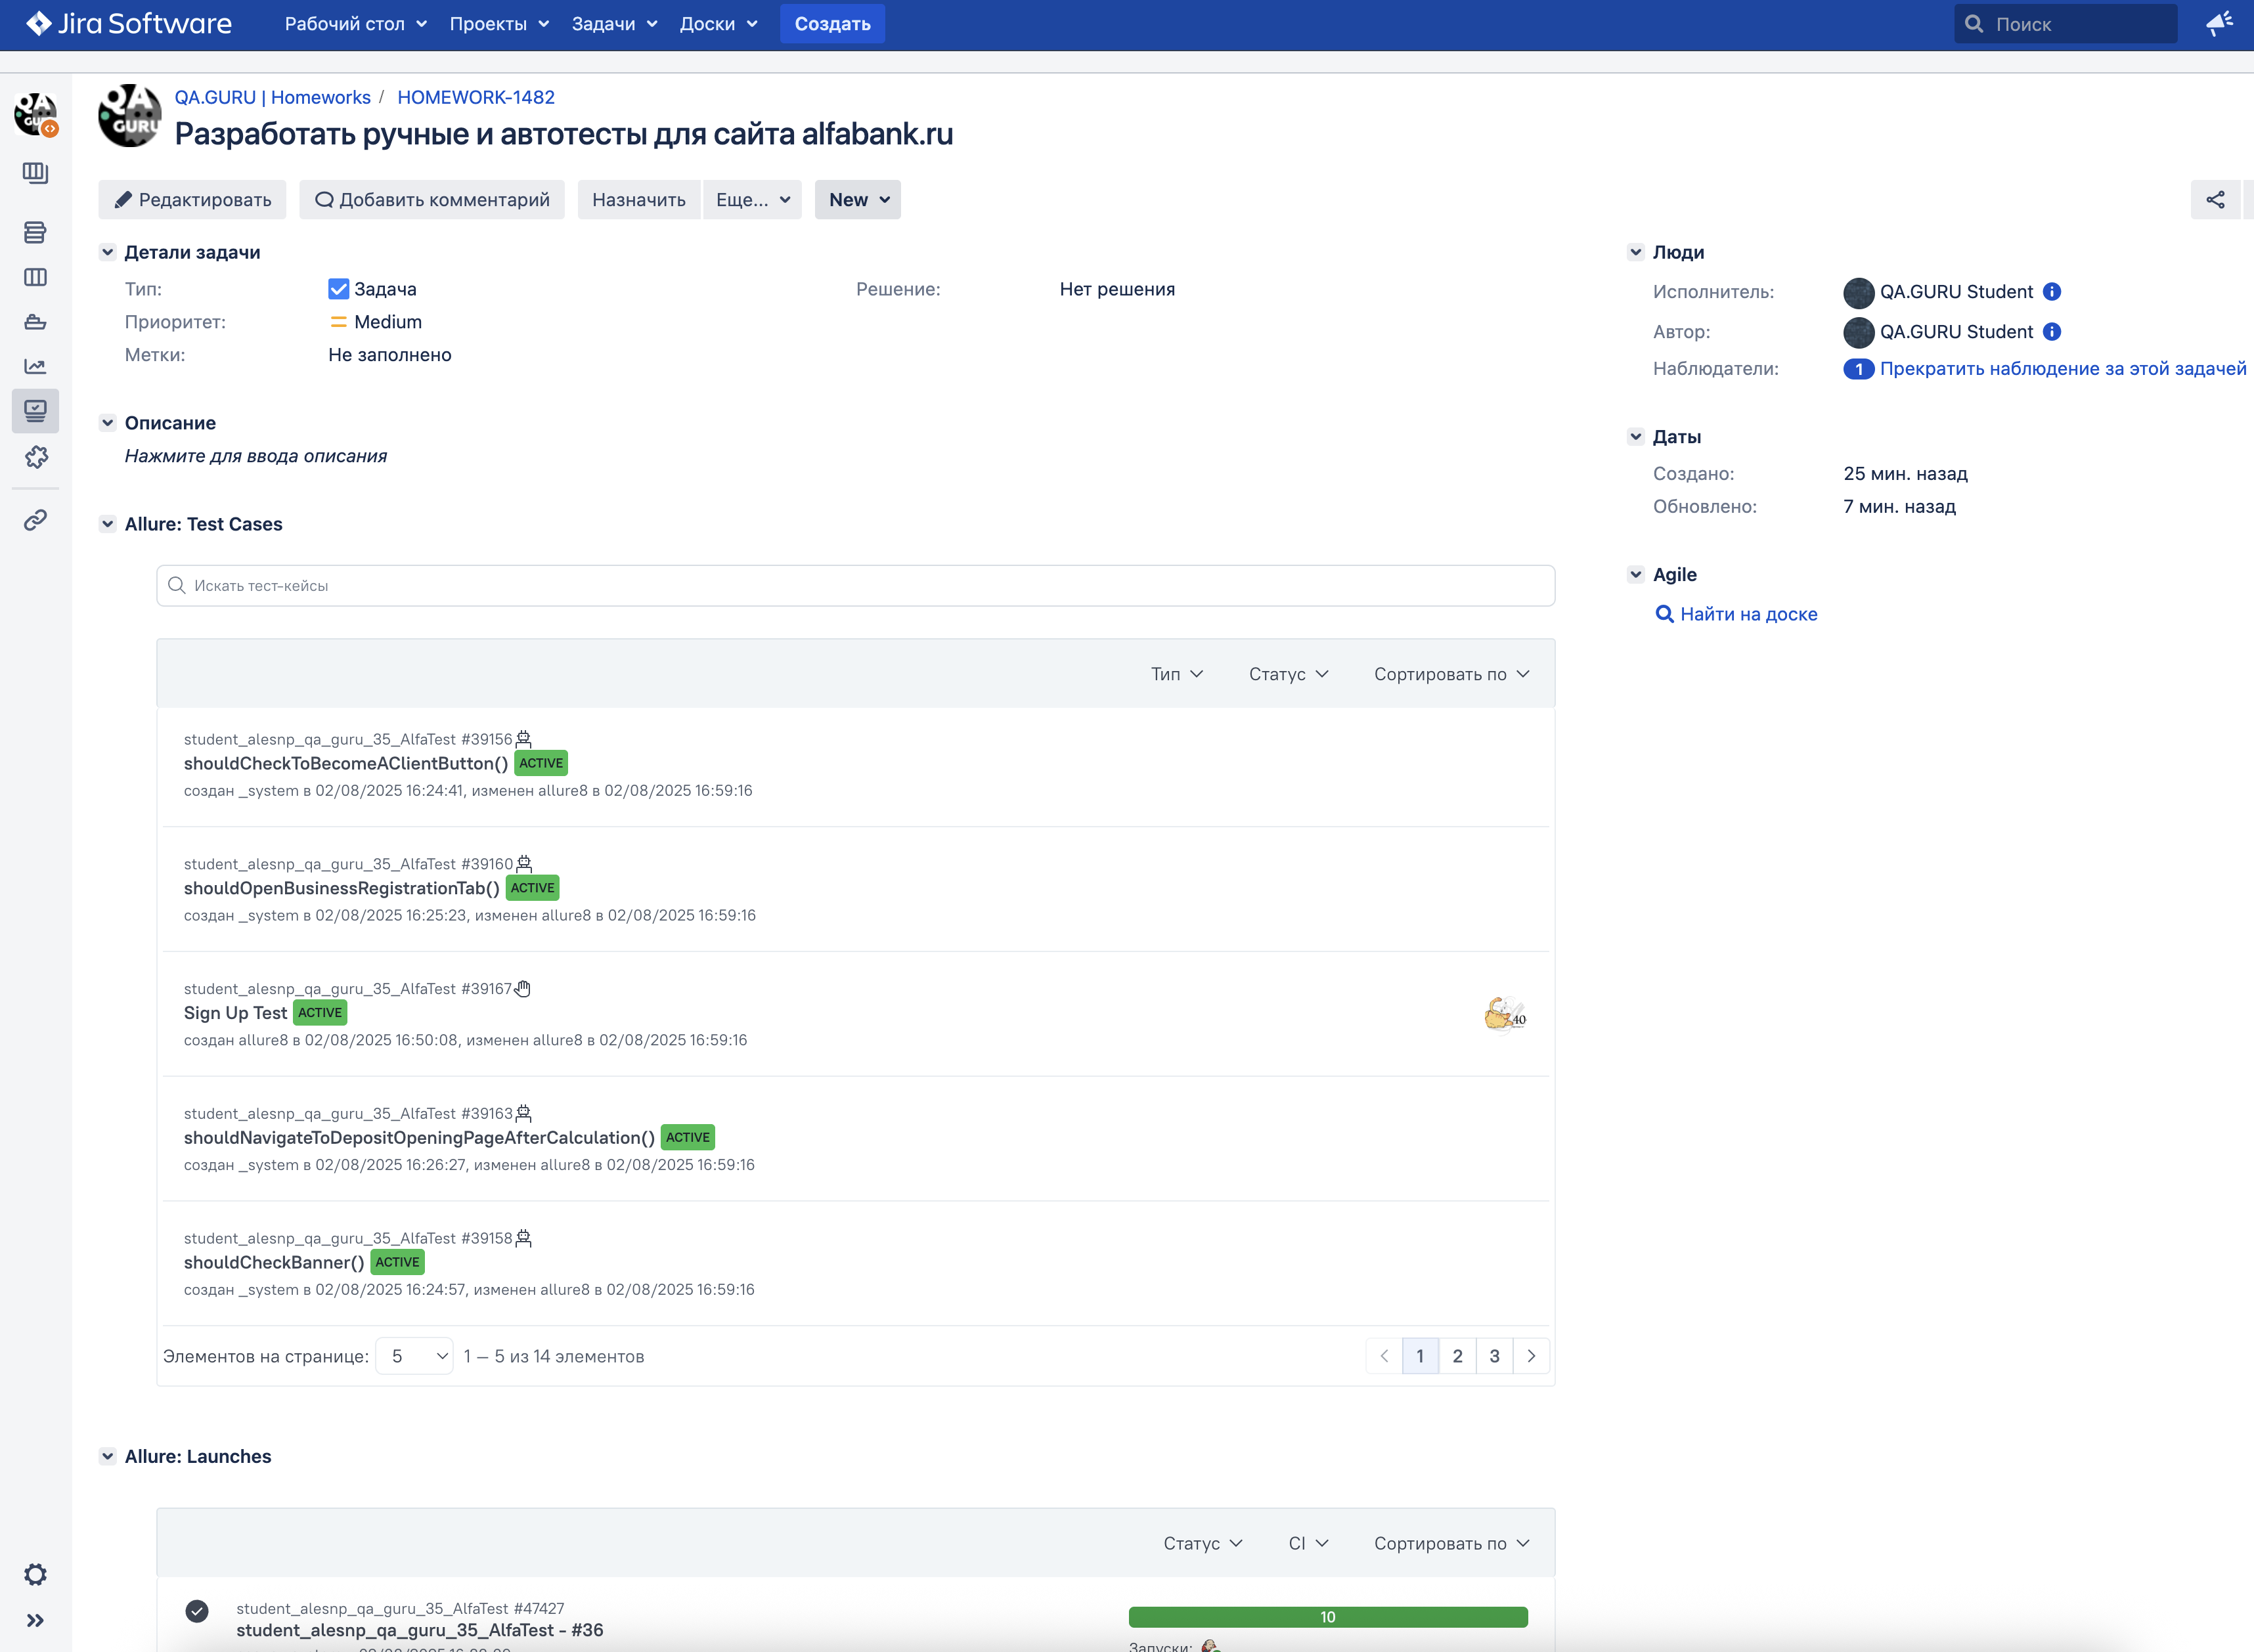 Jira Software
Рабочий стол Проекты Задачи Доски Создать Поиск
QA.GURU | Homeworks / HOMEWORK-1482
Разработать ручные и автотесты для сайта alfabank.ru
Редактировать Добавить комментарий Назначить Еще... New
Детали задачи
Тип: Задача Решение: Нет решения
Приоритет: Medium
Метки: Не заполнено
Описание
Нажмите для ввода описания
Allure: Test Cases
Искать тест-кейсы
Тип Статус Сортировать по
student_alesnp_qa_guru_35_AlfaTest #39156
shouldCheckToBecomeAClientButton() ACTIVE
создан _system в 02/08/2025 16:24:41, изменен allure8 в 02/08/2025 16:59:16
student_alesnp_qa_guru_35_AlfaTest #39160
shouldOpenBusinessRegistrationTab() ACTIVE
создан _system в 02/08/2025 16:25:23, изменен allure8 в 02/08/2025 16:59:16
student_alesnp_qa_guru_35_AlfaTest #39167
Sign Up Test ACTIVE
создан allure8 в 02/08/2025 16:50:08, изменен allure8 в 02/08/2025 16:59:16
40
student_alesnp_qa_guru_35_AlfaTest #39163
shouldNavigateToDepositOpeningPageAfterCalculation() ACTIVE
создан _system в 02/08/2025 16:26:27, изменен allure8 в 02/08/2025 16:59:16
student_alesnp_qa_guru_35_AlfaTest #39158
shouldCheckBanner() ACTIVE
создан _system в 02/08/2025 16:24:57, изменен allure8 в 02/08/2025 16:59:16
Элементов на странице: 5 1 – 5 из 14 элементов 1 2 3
Allure: Launches
Статус CI Сортировать по
student_alesnp_qa_guru_35_AlfaTest #47427
student_alesnp_qa_guru_35_AlfaTest - #36
10
Запуски:
Люди
Исполнитель: QA.GURU Student
Автор: QA.GURU Student
Наблюдатели: 1 Прекратить наблюдение за этой задачей
Даты
Создано: 25 мин. назад
Обновлено: 7 мин. назад
Agile
Найти на доске